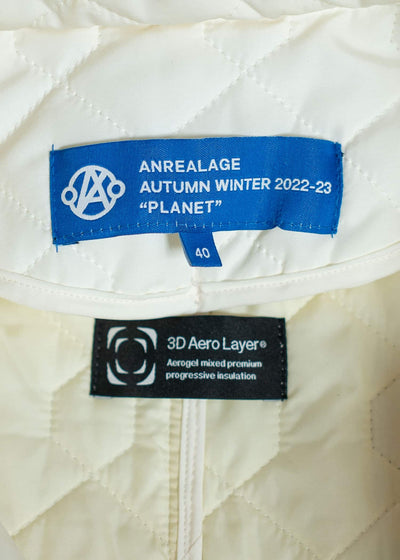 ANREALAGE
AUTUMN WINTER 2022-23
“PLANET”
40
3D Aero Layer®
Aerogel mixed premium
progressive insulation